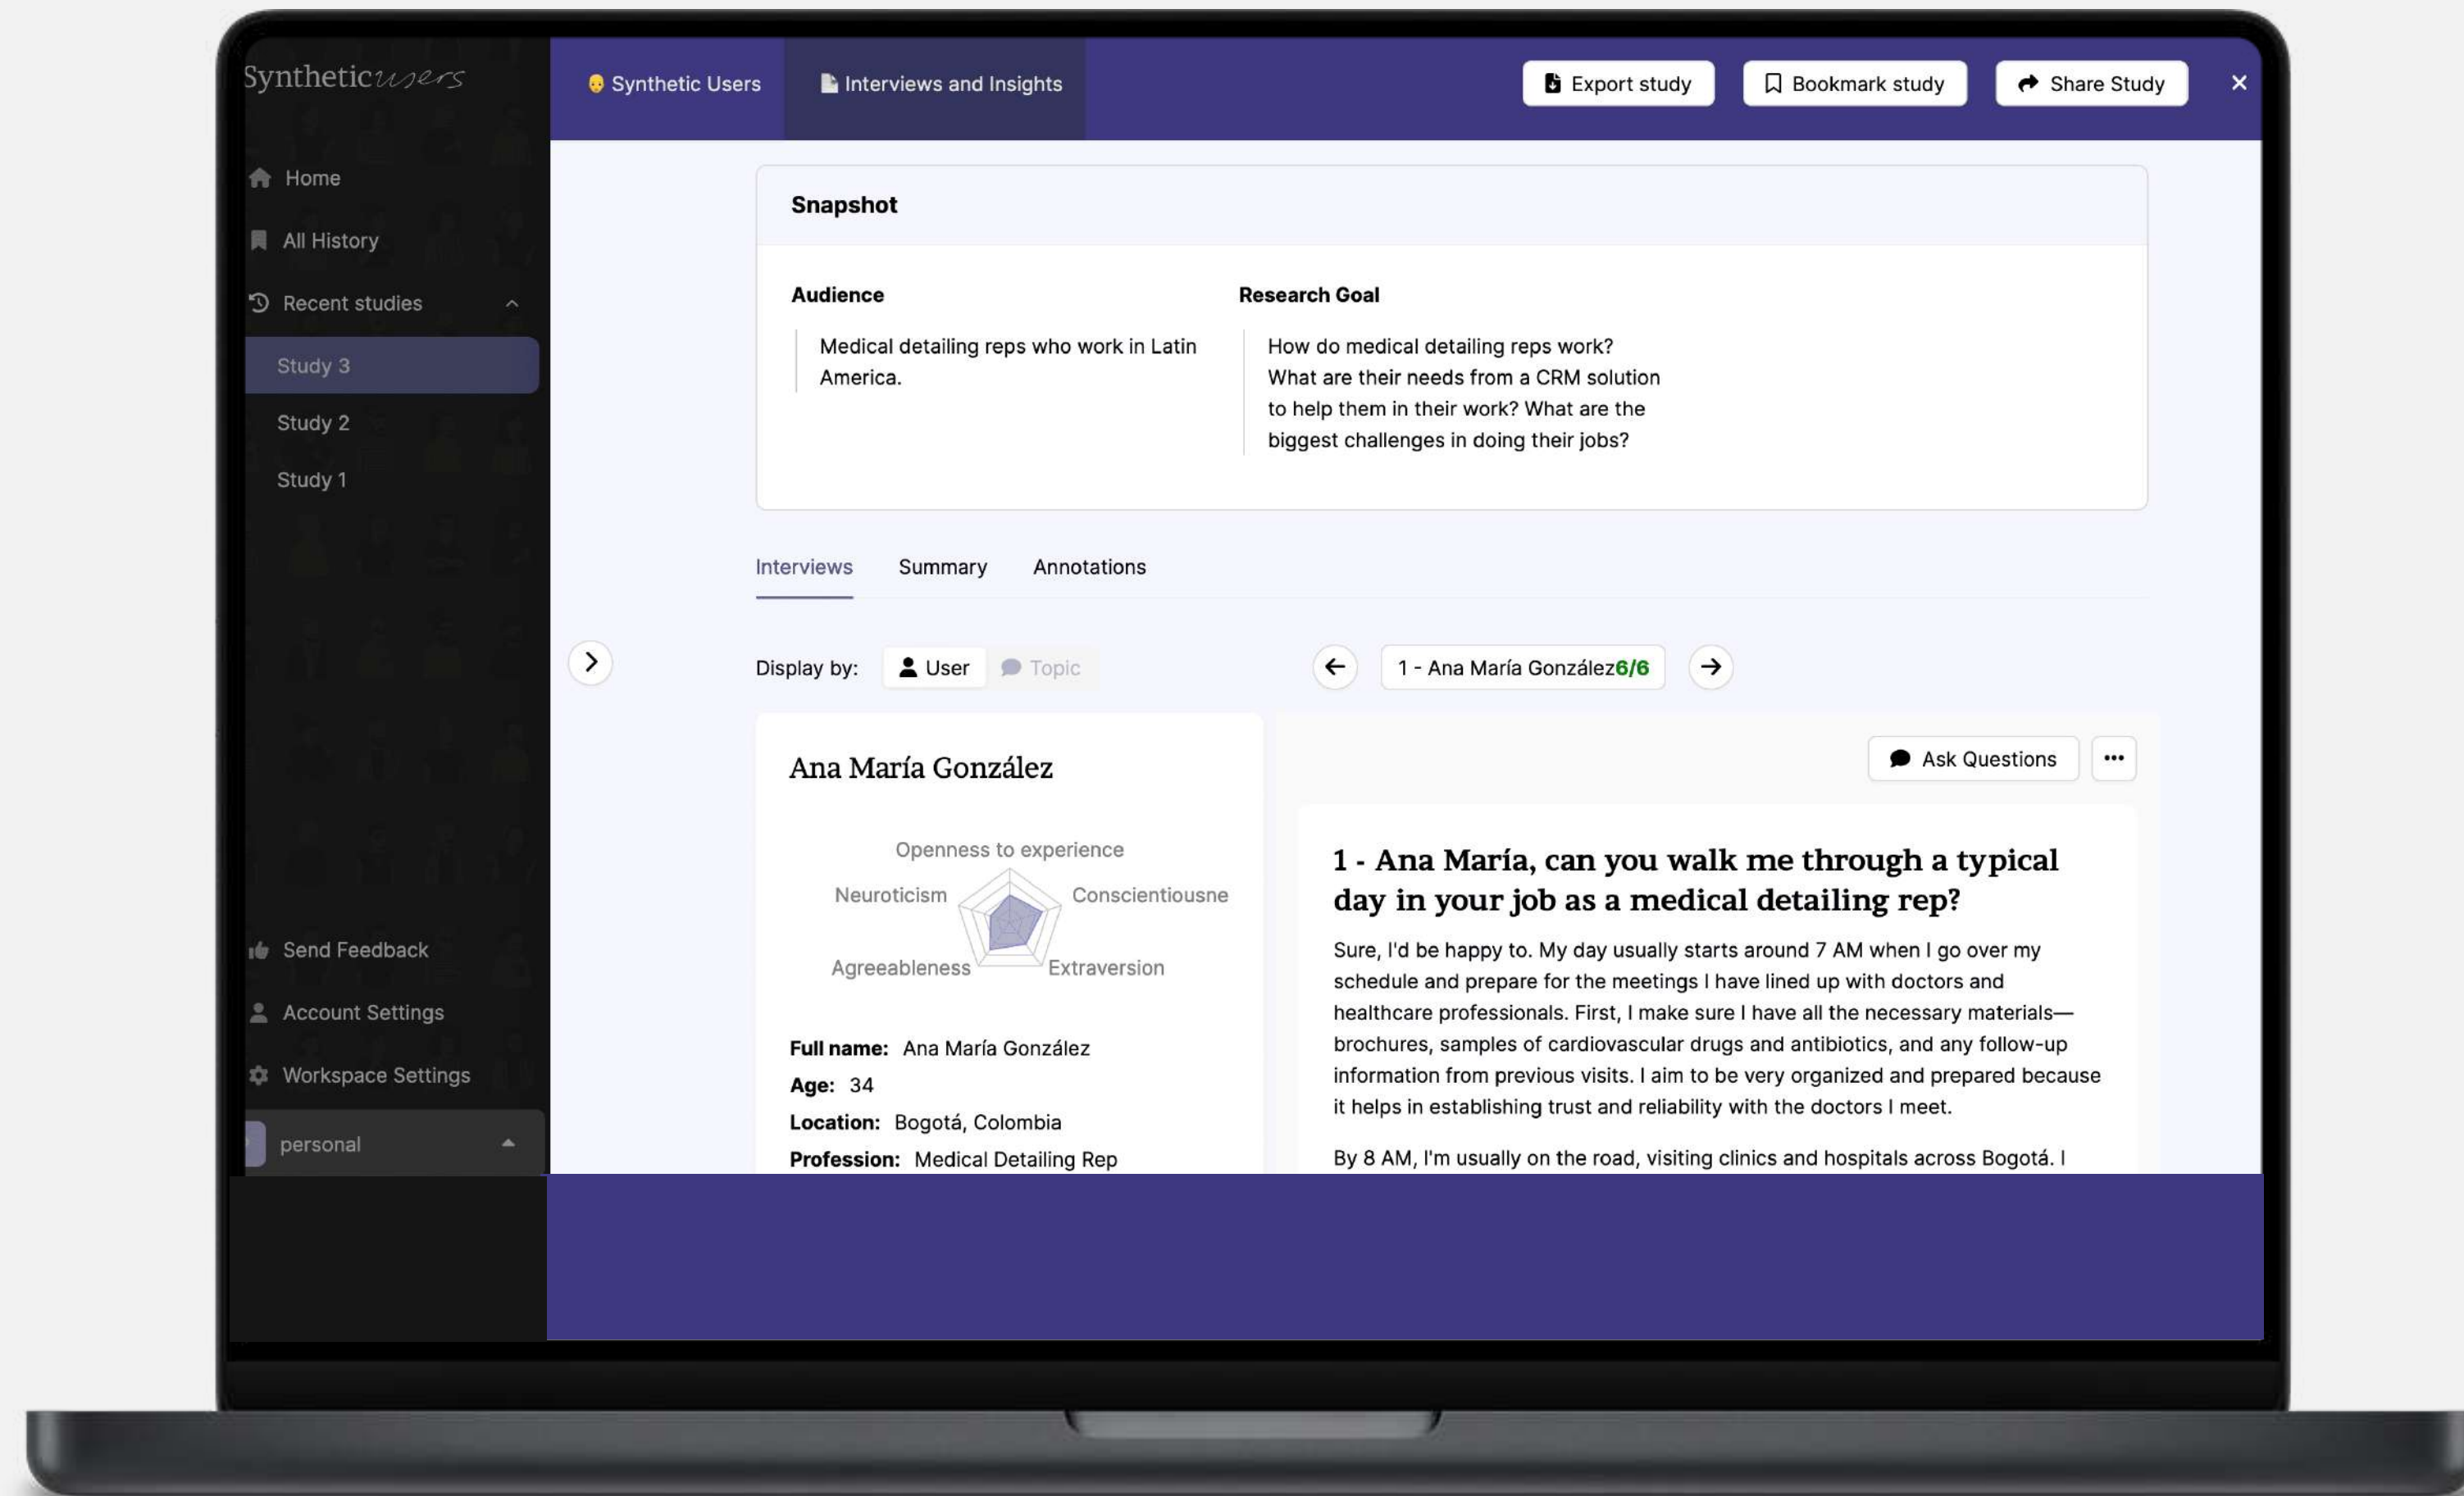 Syntheticusers
Synthetic Users
Interviews and Insights
Export study
Bookmark study
Share Study
Home
All History
Recent studies
Study 3
Study 2
Study 1
Send Feedback
Account Settings
Workspace Settings
personal
Snapshot
Audience
Medical detailing reps who work in Latin
America.
Research Goal
How do medical detailing reps work?
What are their needs from a CRM solution
to help them in their work? What are the
biggest challenges in doing their jobs?
Interviews
Summary
Annotations
Display by:
User
Topic
1 - Ana María González6/6
Ana María González
Openness to experience
Neuroticism
Conscientiousne
Agreeableness
Extraversion
Full name: Ana María González
Age: 34
Location: Bogotá, Colombia
Profession: Medical Detailing Rep
Ask Questions
1 - Ana María, can you walk me through a typical
day in your job as a medical detailing rep?
Sure, I'd be happy to. My day usually starts around 7 AM when I go over my
schedule and prepare for the meetings I have lined up with doctors and
healthcare professionals. First, I make sure I have all the necessary materials—
brochures, samples of cardiovascular drugs and antibiotics, and any follow-up
information from previous visits. I aim to be very organized and prepared because
it helps in establishing trust and reliability with the doctors I meet.
By 8 AM, I'm usually on the road, visiting clinics and hospitals across Bogotá. I